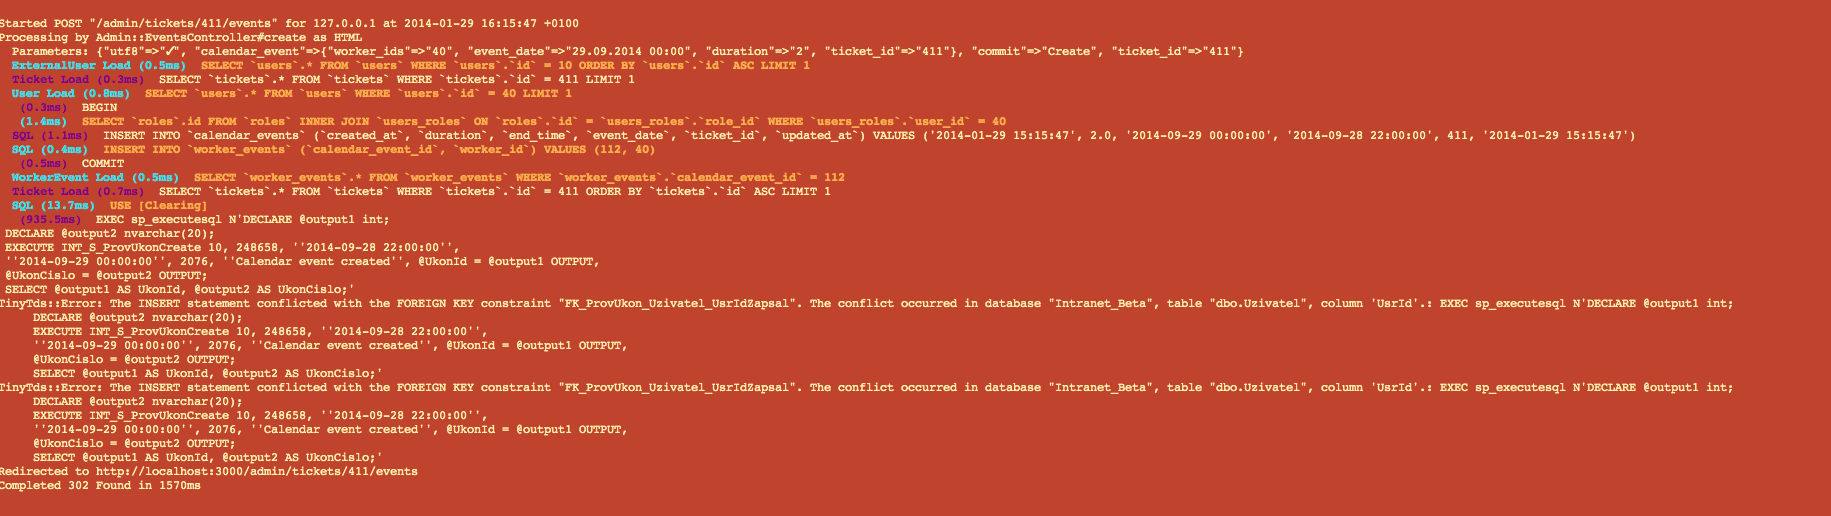 Started POST "/admin/tickets/411/events" for 127.0.0.1 at 2014-01-29 16:15:47 +0100
Processing by Admin::EventsController#create as HTML
Parameters: {"utf8"=>"✓", "calendar_event"=>{"worker_ids"=>"40", "event_date"=>"29.09.2014 00:00", "duration"=>"2", "ticket_id"=>"411"}, "commit"=>"Create", "ticket_id"=>"411"}
ExternalUser Load (0.5ms) SELECT `users`.* FROM `users` WHERE `users`.`id` = 10 ORDER BY `users`.`id` ASC LIMIT 1
Ticket Load (0.3ms) SELECT `tickets`.* FROM `tickets` WHERE `tickets`.`id` = 411 LIMIT 1
User Load (0.8ms) SELECT `users`.* FROM `users` WHERE `users`.`id` = 40 LIMIT 1
(0.3ms) BEGIN
(1.4ms) SELECT `roles`.id FROM `roles` INNER JOIN `users_roles` ON `roles`.`id` = `users_roles`.`role_id` WHERE `users_roles`.`user_id` = 40
SQL (1.1ms) INSERT INTO `calendar_events` (`created_at`, `duration`, `end_time`, `event_date`, `ticket_id`, `updated_at`) VALUES ('2014-01-29 15:15:47', 2.0, '2014-09-29 00:00:00', '2014-09-28 22:00:00', 411, '2014-01-29 15:15:47')
SQL (0.4ms) INSERT INTO `worker_events` (`calendar_event_id`, `worker_id`) VALUES (112, 40)
(0.5ms) COMMIT
WorkerEvent Load (0.5ms) SELECT `worker_events`.* FROM `worker_events` WHERE `worker_events`.`calendar_event_id` = 112
Ticket Load (0.7ms) SELECT `tickets`.* FROM `tickets` WHERE `tickets`.`id` = 411 ORDER BY `tickets`.`id` ASC LIMIT 1
SQL (13.7ms) USE [Clearing]
(935.5ms) EXEC sp_executesql N'DECLARE @output1 int;
DECLARE @output2 nvarchar(20);
EXECUTE INT_S_ProvUkonCreate 10, 248658, ''2014-09-28 22:00:00'',
''2014-09-29 00:00:00'', 2076, ''Calendar event created'', @UkonId = @output1 OUTPUT,
@UkonCislo = @output2 OUTPUT;
SELECT @output1 AS UkonId, @output2 AS UkonCislo;'
TinyTds::Error: The INSERT statement conflicted with the FOREIGN KEY constraint "FK_ProvUkon_Uzivatel_UsrIdZapsal". The conflict occurred in database "Intranet_Beta", table "dbo.Uzivatel", column 'UsrId'.: EXEC sp_executesql N'DECLARE @output1 int;
DECLARE @output2 nvarchar(20);
EXECUTE INT_S_ProvUkonCreate 10, 248658, ''2014-09-28 22:00:00'',
''2014-09-29 00:00:00'', 2076, ''Calendar event created'', @UkonId = @output1 OUTPUT,
@UkonCislo = @output2 OUTPUT;
SELECT @output1 AS UkonId, @output2 AS UkonCislo;'
TinyTds::Error: The INSERT statement conflicted with the FOREIGN KEY constraint "FK_ProvUkon_Uzivatel_UsrIdZapsal". The conflict occurred in database "Intranet_Beta", table "dbo.Uzivatel", column 'UsrId'.: EXEC sp_executesql N'DECLARE @output1 int;
DECLARE @output2 nvarchar(20);
EXECUTE INT_S_ProvUkonCreate 10, 248658, ''2014-09-28 22:00:00'',
''2014-09-29 00:00:00'', 2076, ''Calendar event created'', @UkonId = @output1 OUTPUT,
@UkonCislo = @output2 OUTPUT;
SELECT @output1 AS UkonId, @output2 AS UkonCislo;'
Redirected to http://localhost:3000/admin/tickets/411/events
Completed 302 Found in 1570ms